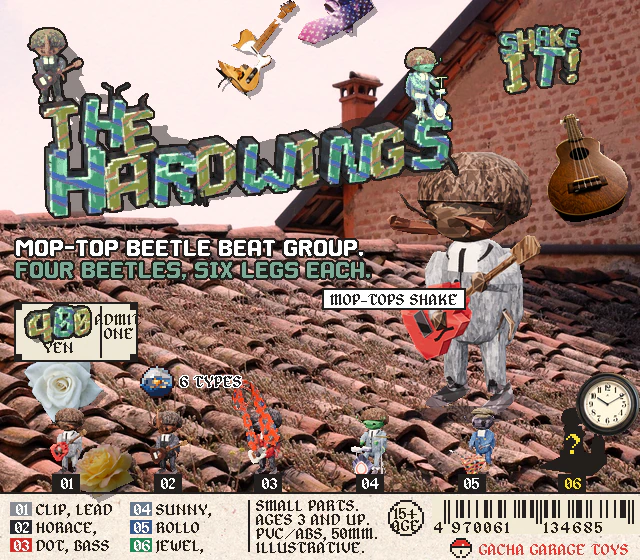 SHAKE
IT!
THE
HARDWINGS
MOP-TOP BEETLE BEAT GROUP.
FOUR BEETLES, SIX LEGS EACH.
MOP-TOPS SHAKE
480
YEN
ADMIT
ONE
6 TYPES
01
02
03
04
05
?
06
01 CLIP, LEAD
02 HORACE,
03 DOT, BASS
04 SUNNY,
05 ROLLO
06 JEWEL,
SMALL PARTS.
AGES 3 AND UP.
PVC/ABS, 50MM.
ILLUSTRATIVE.
15+
AGE
4 970061 134685
GACHA GARAGE TOYS